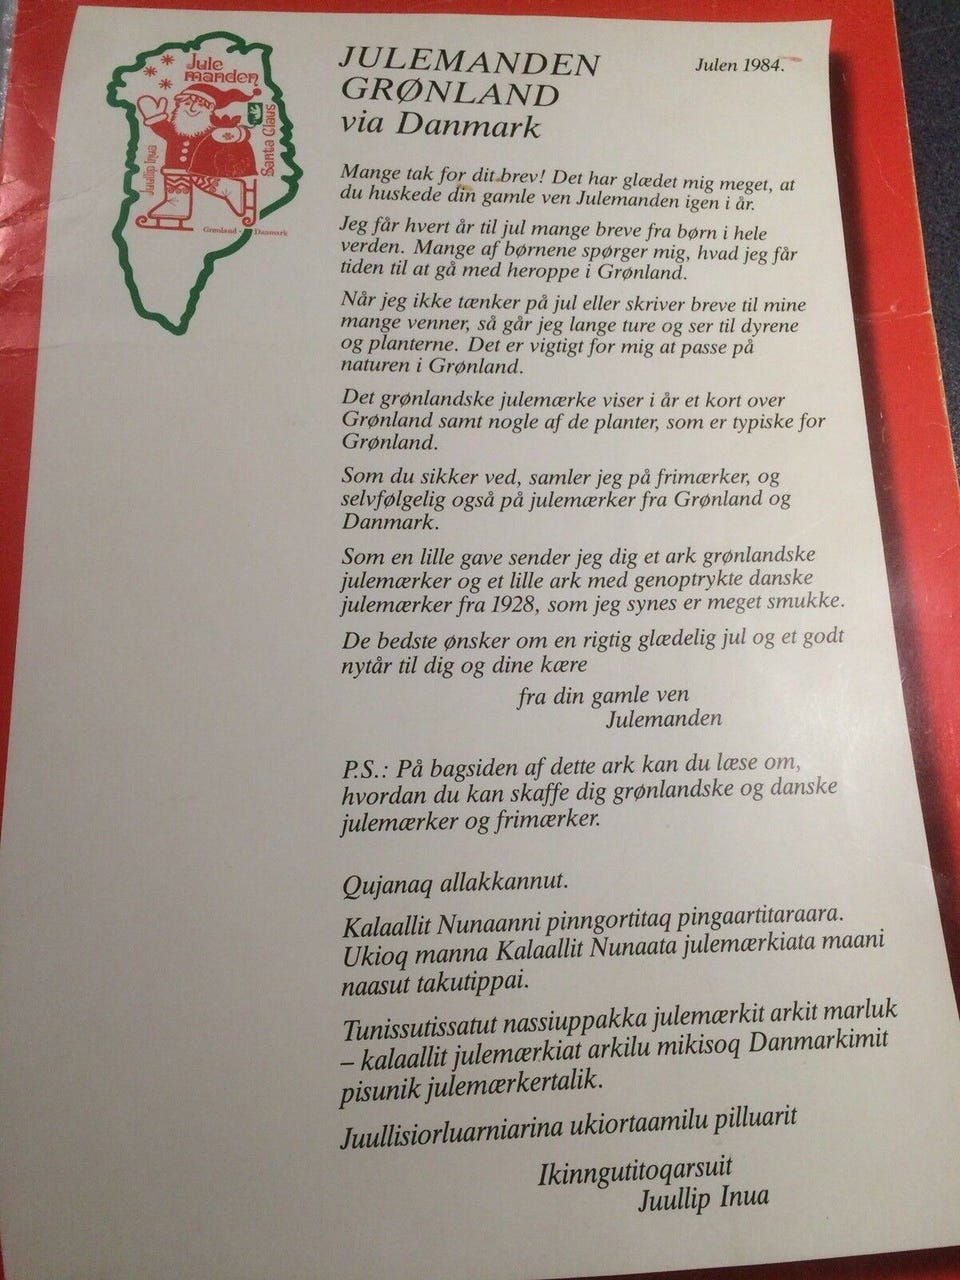 Jule
manden
Santa Claus
Juullip Inua
Grønland - Danmark
JULEMANDEN
GRØNLAND
via Danmark
Julen 1984.
Mange tak for dit brev! Det har glædet mig meget, at
du huskede din gamle ven Julemanden igen i år.
Jeg får hvert år til jul mange breve fra børn i hele
verden. Mange af børnene spørger mig, hvad jeg får
tiden til at gå med heroppe i Grønland.
Når jeg ikke tænker på jul eller skriver breve til mine
mange venner, så går jeg lange ture og ser til dyrene
og planterne. Det er vigtigt for mig at passe på
naturen i Grønland.
Det grønlandske julemærke viser i år et kort over
Grønland samt nogle af de planter, som er typiske for
Grønland.
Som du sikker ved, samler jeg på frimærker, og
selvfølgelig også på julemærker fra Grønland og
Danmark.
Som en lille gave sender jeg dig et ark grønlandske
julemærker og et lille ark med genoptrykte danske
julemærker fra 1928, som jeg synes er meget smukke.
De bedste ønsker om en rigtig glædelig jul og et godt
nytår til dig og dine kære
fra din gamle ven
Julemanden
P.S.: På bagsiden af dette ark kan du læse om,
hvordan du kan skaffe dig grønlandske og danske
julemærker og frimærker.
Qujanaq allakkannut.
Kalaallit Nunaanni pinngortitaq pingaartitaraara.
Ukioq manna Kalaallit Nunaata julemærkiata maani
naasut takutippai.
Tunissutissatut nassiuppakka julemærkit arkit marluk
– kalaallit julemærkiat arkilu mikisoq Danmarkimit
pisunik julemærkertalik.
Juullisiorluarniarina ukiortaamilu pilluarit
Ikinngutitoqarsuit
Juullip Inua